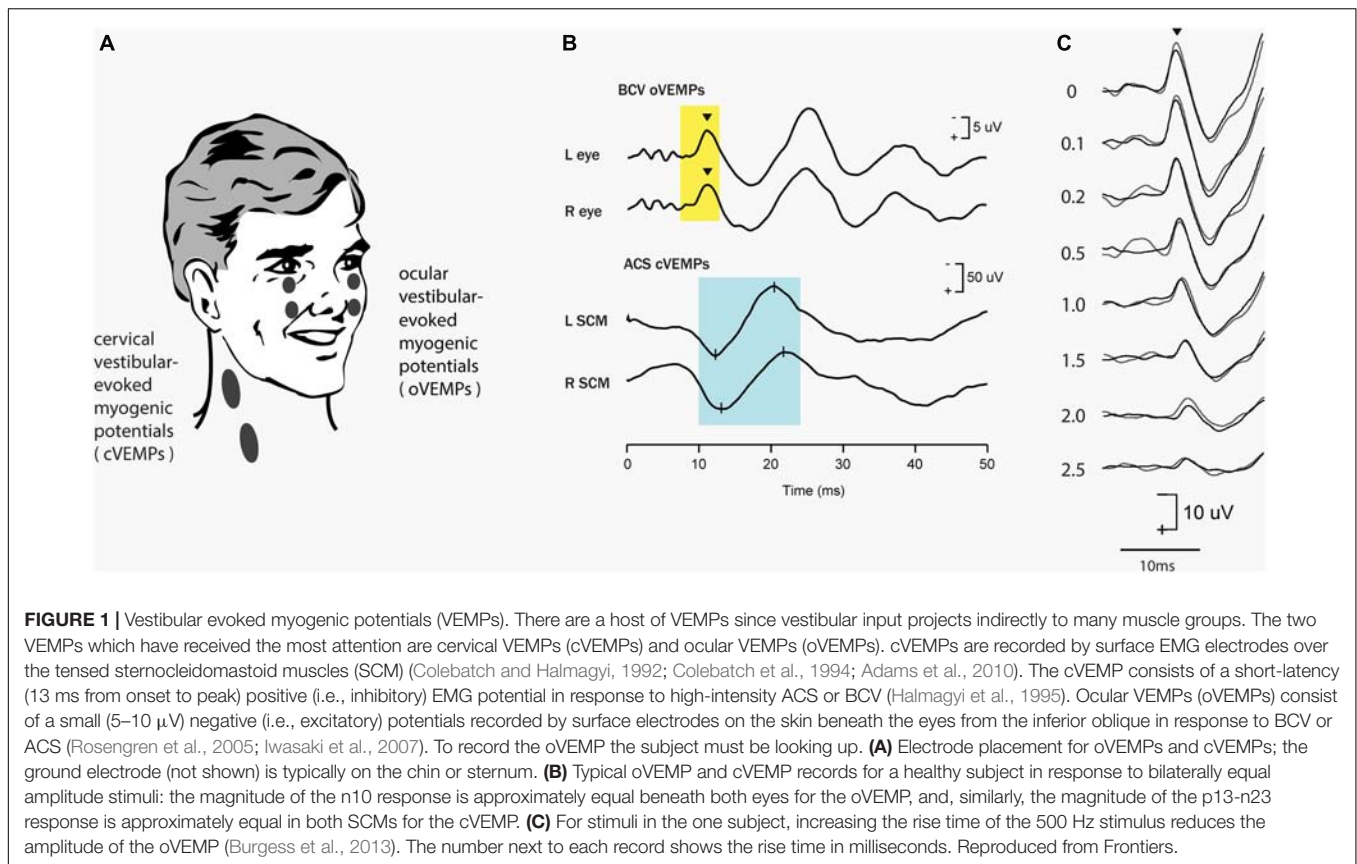 A
B
C
cervical
vestibular-
evoked
myogenic
potentials
( cVEMPs )
ocular
vestibular-
evoked
myogenic
potentials
( oVEMPs )
BCV oVEMPs
- 
+ 5 uV
L eye
R eye
ACS cVEMPs
-
+ 50 uV
L SCM
R SCM
0 10 20 30 40 50
Time (ms)
0
0.1
0.2
0.5
1.0
1.5
2.0
2.5
-
+ 10 uV
10ms
FIGURE 1 | Vestibular evoked myogenic potentials (VEMPs). There are a host of VEMPs since vestibular input projects indirectly to many muscle groups. The two
VEMPs which have received the most attention are cervical VEMPs (cVEMPs) and ocular VEMPs (oVEMPs). cVEMPs are recorded by surface EMG electrodes over
the tensed sternocleidomastoid muscles (SCM) (Colebatch and Halmagyi, 1992; Colebatch et al., 1994; Adams et al., 2010). The cVEMP consists of a short-latency
(13 ms from onset to peak) positive (i.e., inhibitory) EMG potential in response to high-intensity ACS or BCV (Halmagyi et al., 1995). Ocular VEMPs (oVEMPs) consist
of a small (5–10 μV) negative (i.e., excitatory) potentials recorded by surface electrodes on the skin beneath the eyes from the inferior oblique in response to BCV or
ACS (Rosengren et al., 2005; Iwasaki et al., 2007). To record the oVEMP the subject must be looking up. (A) Electrode placement for oVEMPs and cVEMPs; the
ground electrode (not shown) is typically on the chin or sternum. (B) Typical oVEMP and cVEMP records for a healthy subject in response to bilaterally equal
amplitude stimuli: the magnitude of the n10 response is approximately equal beneath both eyes for the oVEMP, and, similarly, the magnitude of the p13-n23
response is approximately equal in both SCMs for the cVEMP. (C) For stimuli in the one subject, increasing the rise time of the 500 Hz stimulus reduces the
amplitude of the oVEMP (Burgess et al., 2013). The number next to each record shows the rise time in milliseconds. Reproduced from Frontiers.